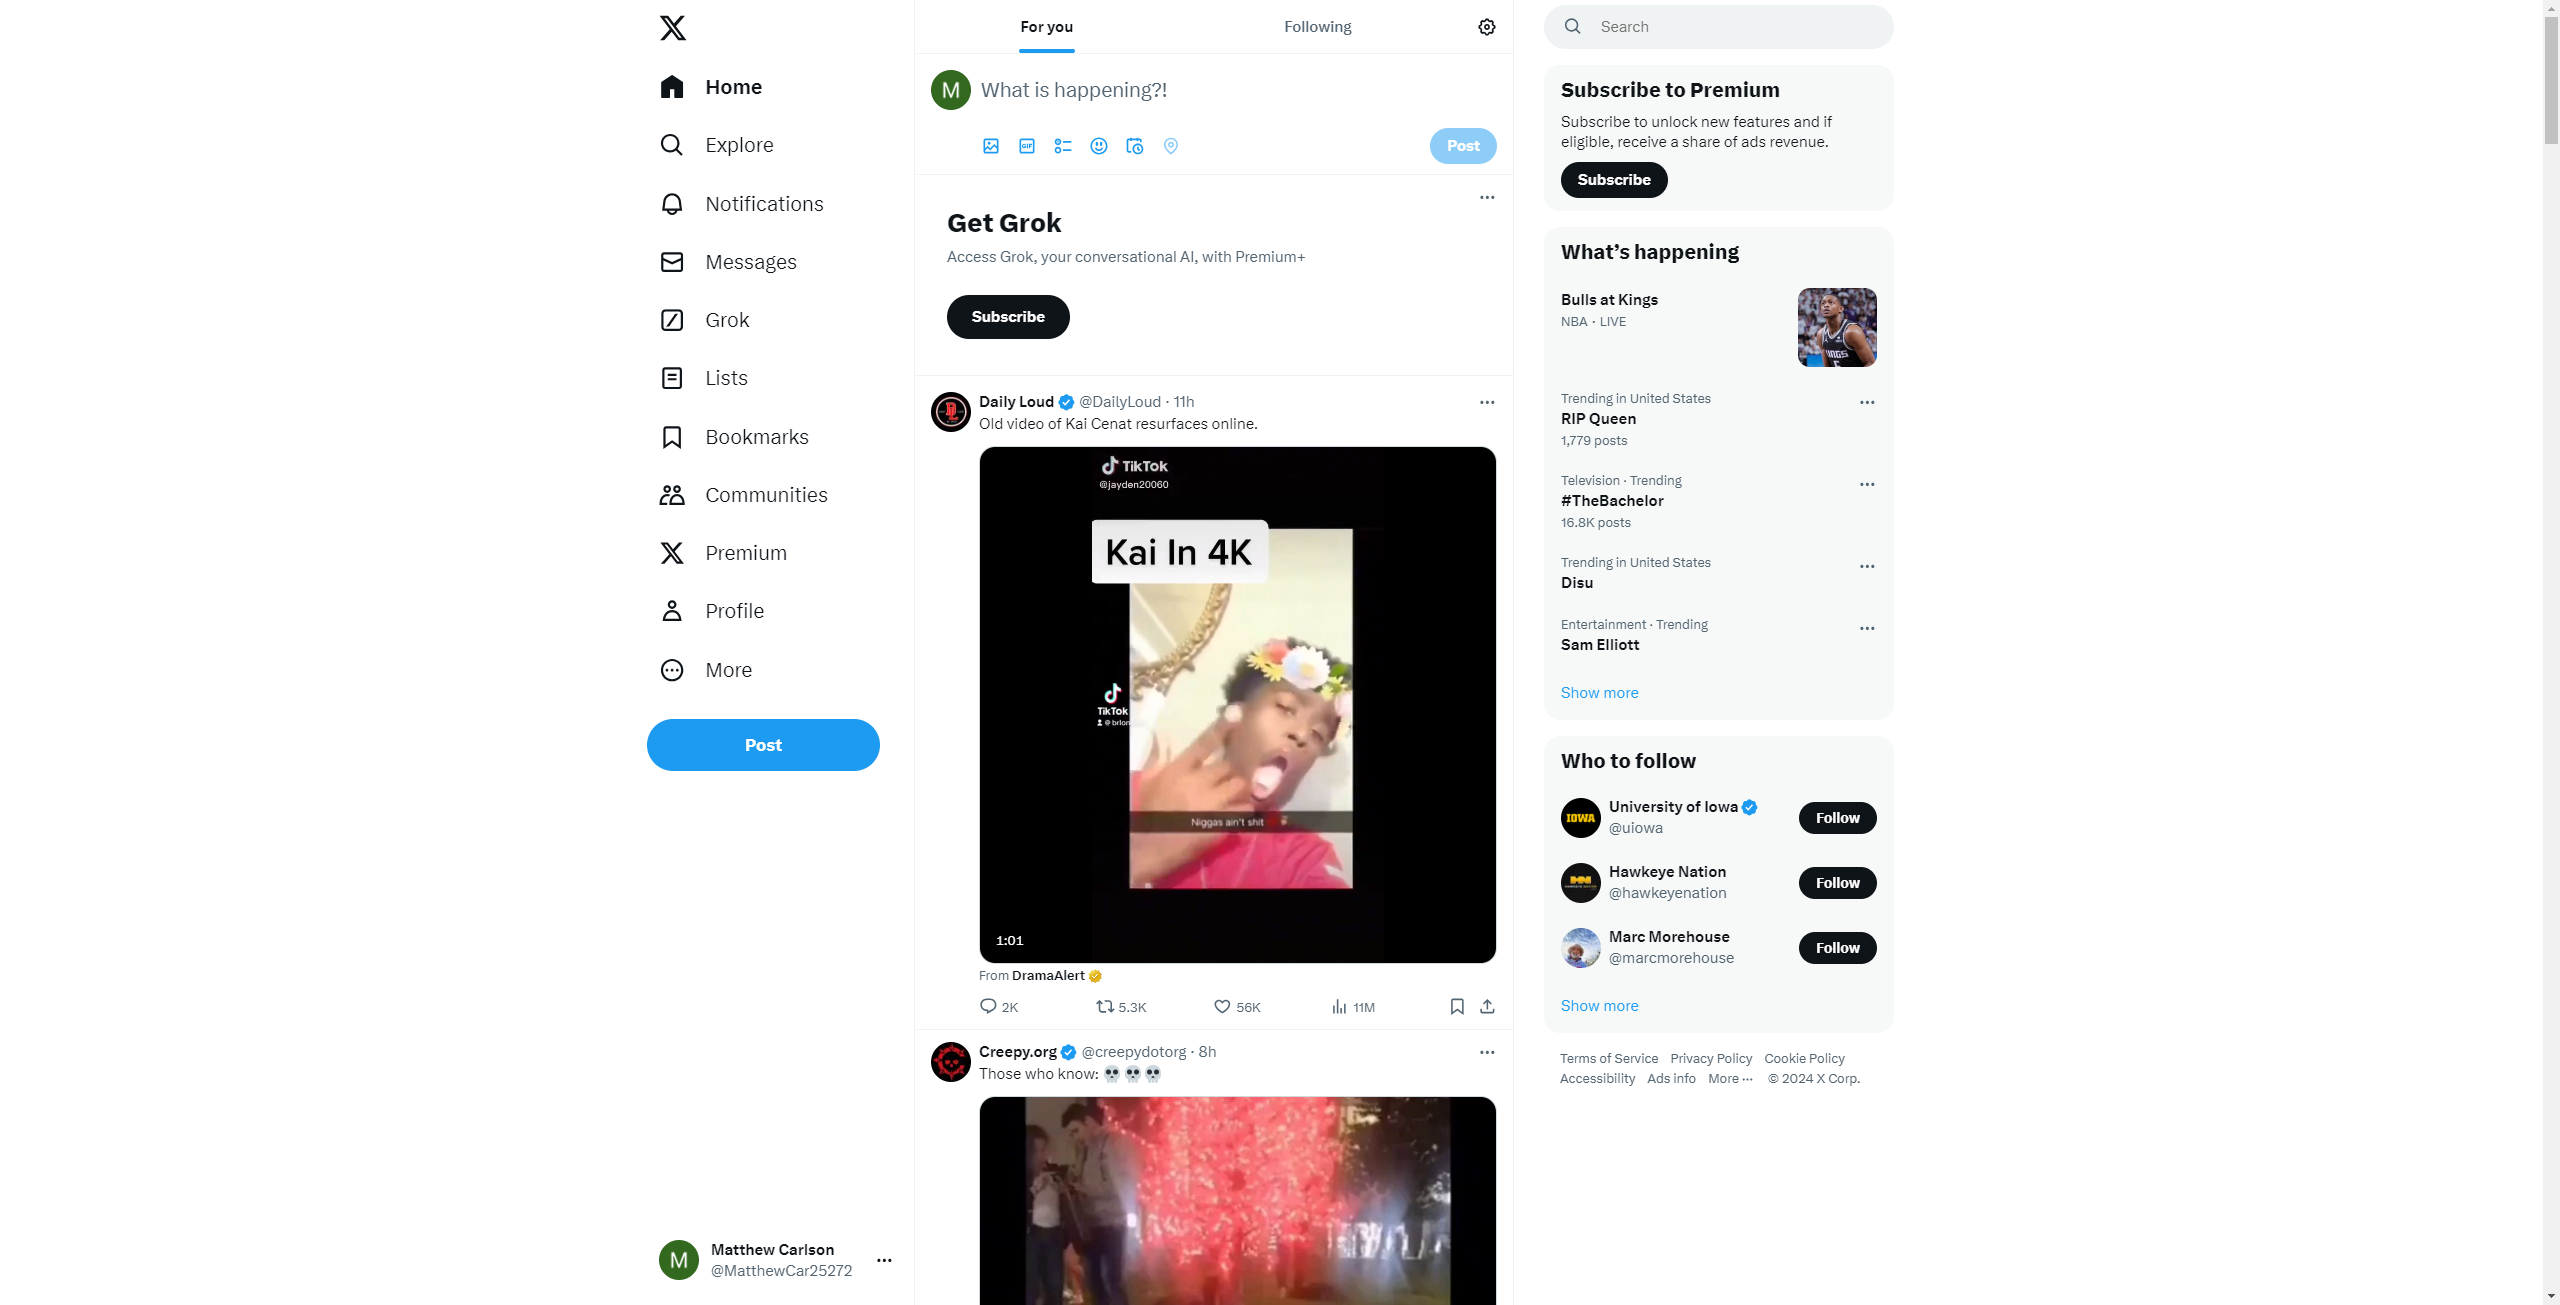 Home
Explore
Notifications
Messages
Grok
Lists
Bookmarks
Communities
Premium
Profile
More
Post
M
Matthew Carlson
@MatthewCar25272
For you
Following
M
What is happening?!
GIF
Post
Get Grok
Access Grok, your conversational AI, with Premium+
Subscribe
Daily Loud @DailyLoud · 11h
Old video of Kai Cenat resurfaces online.
TikTok
@jayden20060
Kai In 4K
TikTok
Niggas ain't shit
1:01
From DramaAlert
2K 5.3K 56K 11M
Creepy.org @creepydotorg · 8h
Those who know: 💀💀💀
Search
Subscribe to Premium
Subscribe to unlock new features and if
eligible, receive a share of ads revenue.
Subscribe
What’s happening
Bulls at Kings
NBA · LIVE
Trending in United States
RIP Queen
1,779 posts
Television · Trending
#TheBachelor
16.8K posts
Trending in United States
Disu
Entertainment · Trending
Sam Elliott
Show more
Who to follow
IOWA
University of Iowa
@uiowa
Follow
Hawkeye Nation
@hawkeyenation
Follow
Marc Morehouse
@marcmorehouse
Follow
Show more
Terms of Service Privacy Policy Cookie Policy
Accessibility Ads info More ··· © 2024 X Corp.